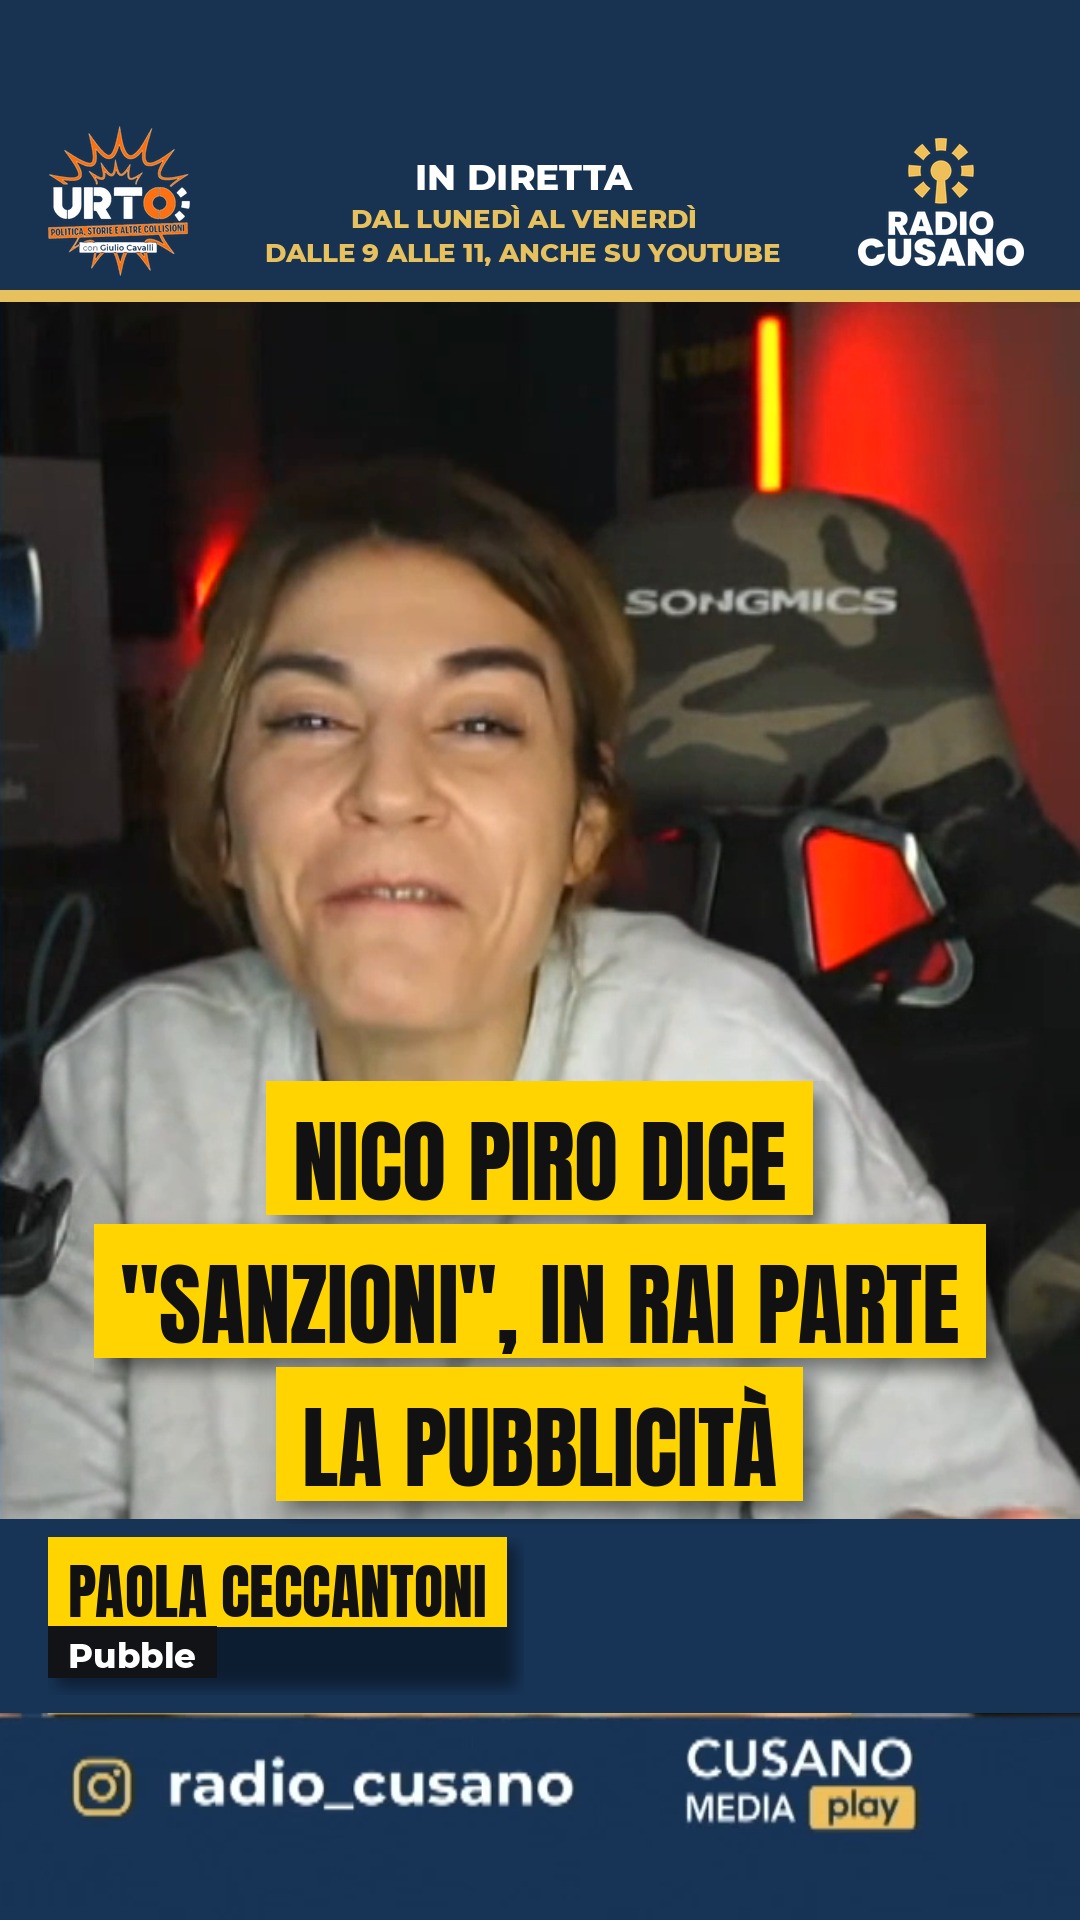 URTO
POLITICA, STORIE E ALTRE COLLISIONI
con Giulio Cavalli
IN DIRETTA
DAL LUNEDÌ AL VENERDÌ
DALLE 9 ALLE 11, ANCHE SU YOUTUBE
RADIO
CUSANO
SONGMICS
NICO PIRO DICE
"SANZIONI", IN RAI PARTE
LA PUBBLICITÀ
PAOLA CECCANTONI
Pubble
radio_cusano
CUSANO
MEDIA play